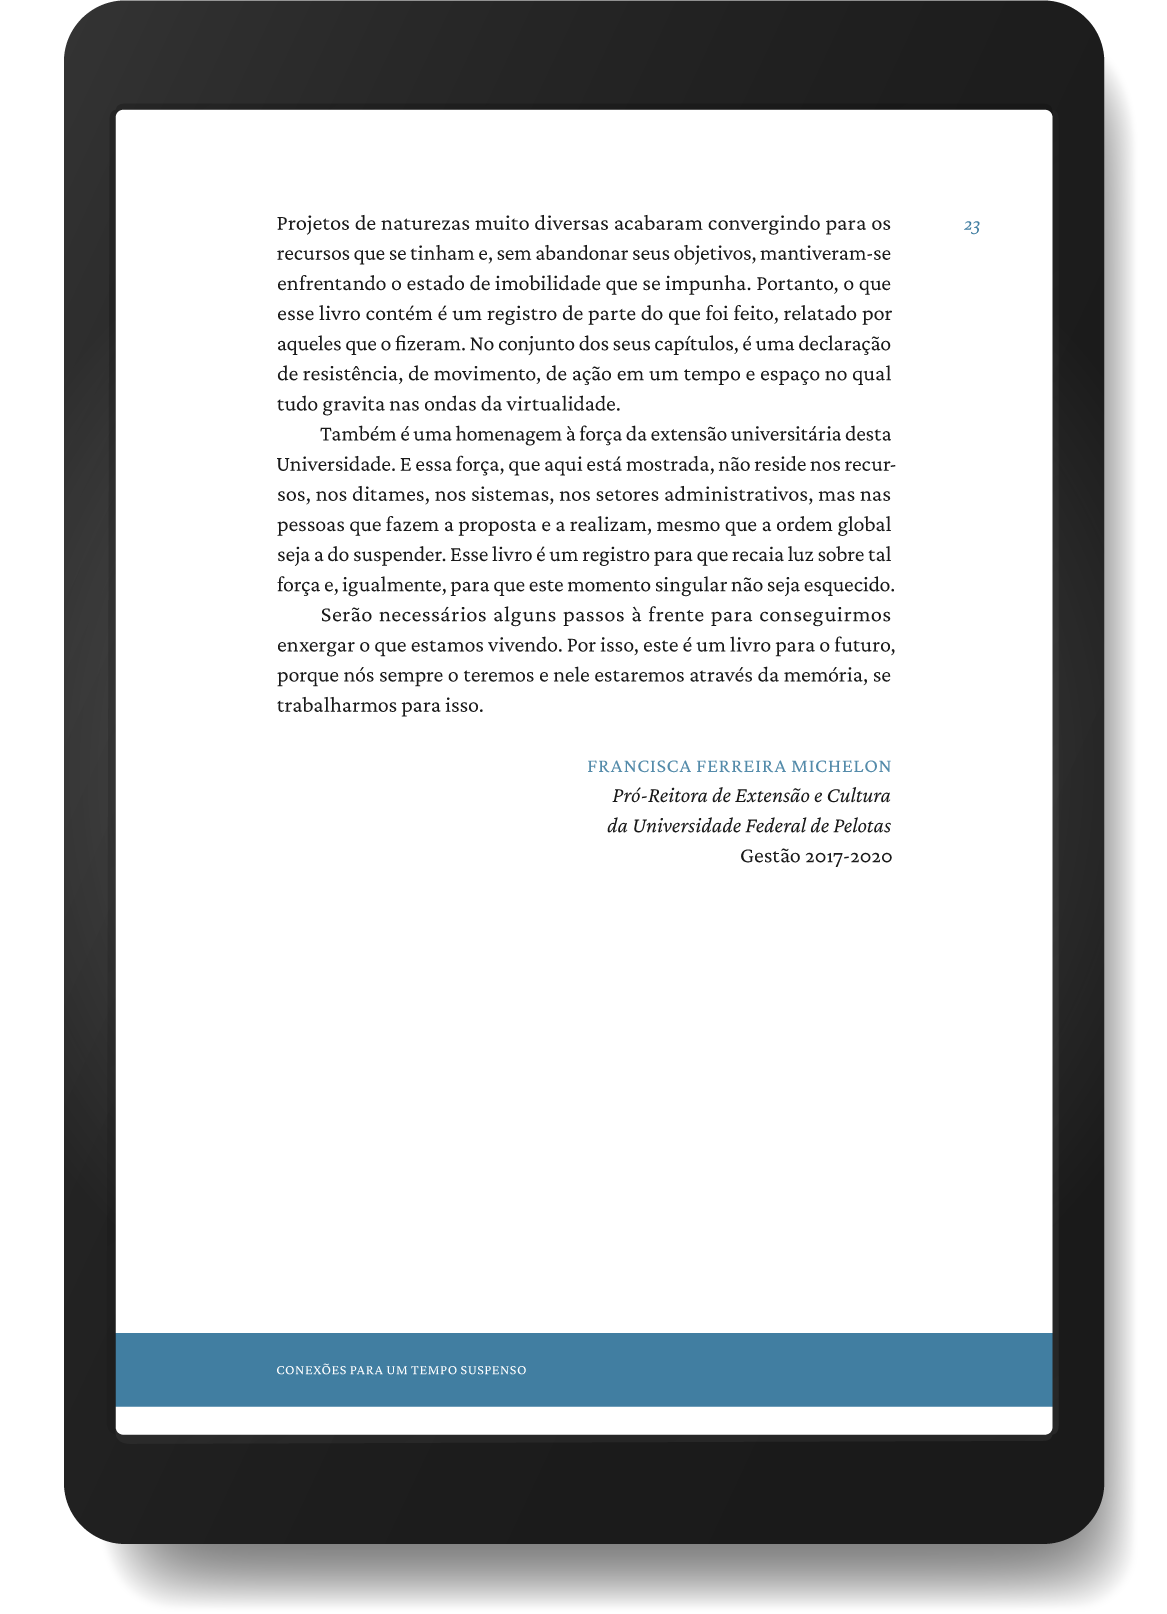 Projetos de naturezas muito diversas acabaram convergindo para os
23
recursos que se tinham e, sem abandonar seus objetivos, mantiveram-se
enfrentando o estado de imobilidade que se impunha. Portanto, o que
esse livro contém é um registro de parte do que foi feito, relatado por
aqueles que o fizeram. No conjunto dos seus capítulos, é uma declaração
de resistência, de movimento, de ação em um tempo e espaço no qual
tudo gravita nas ondas da virtualidade.
Também é uma homenagem à força da extensão universitária desta
Universidade. E essa força, que aqui está mostrada, não reside nos recur-
sos, nos ditames, nos sistemas, nos setores administrativos, mas nas
pessoas que fazem a proposta e a realizam, mesmo que a ordem global
seja a do suspender. Esse livro é um registro para que recaia luz sobre tal
força e, igualmente, para que este momento singular não seja esquecido.
Serão necessários alguns passos à frente para conseguirmos
enxergar o que estamos vivendo. Por isso, este é um livro para o futuro,
porque nós sempre o teremos e nele estaremos através da memória, se
trabalharmos para isso.
FRANCISCA FERREIRA MICHELON
Pró-Reitora de Extensão e Cultura
da Universidade Federal de Pelotas
Gestão 2017-2020
CONEXÕES PARA UM TEMPO SUSPENSO